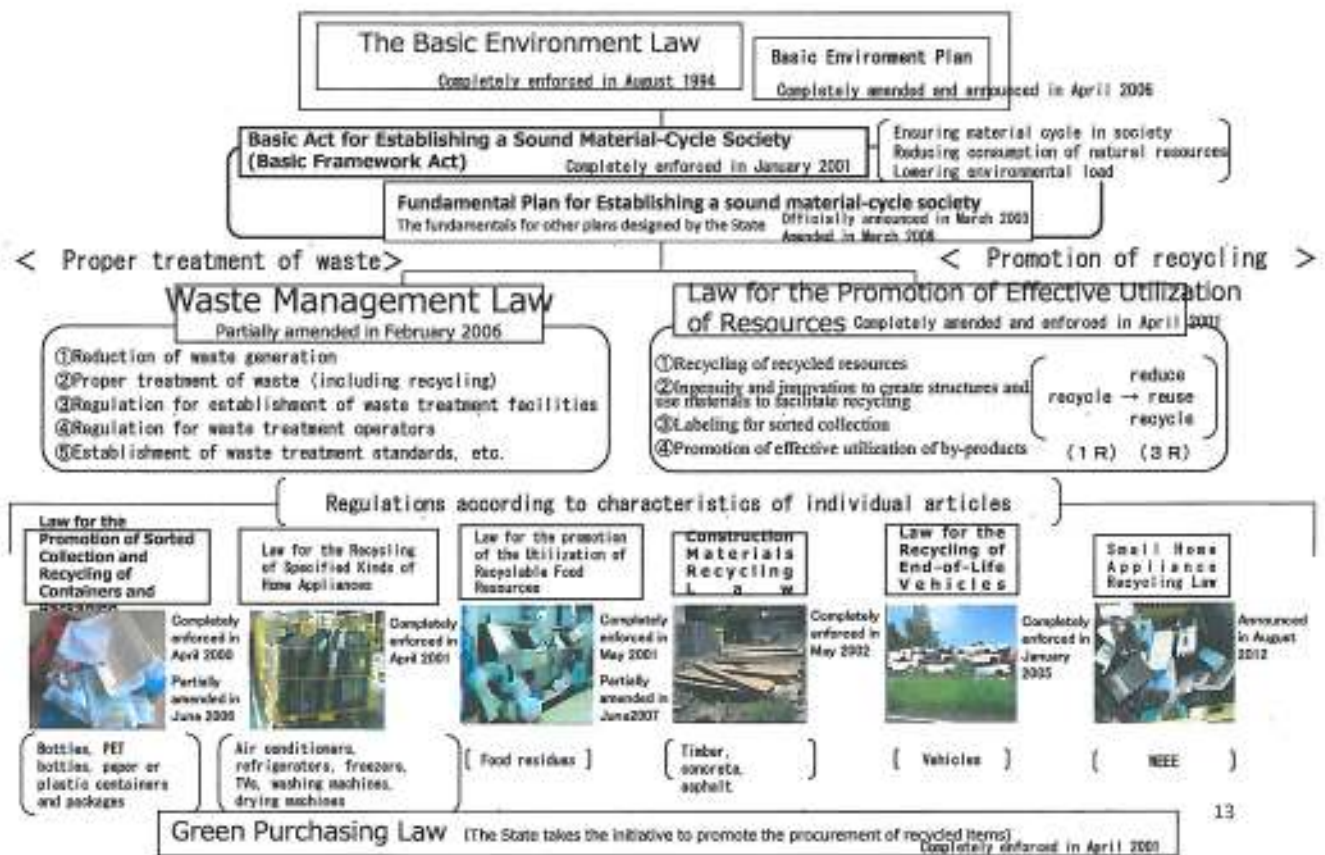 The Basic Environment Law
Completely enforced in August 1994
Basic Environment Plan
Completely amended and announced in April 2006
Basic Act for Establishing a Sound Material-Cycle Society
(Basic Framework Act)
Completely enforced in January 2001
Ensuring material cycle in society
Reducing consumption of natural resources
Lowering environmental load
Fundamental Plan for Establishing a sound material-cycle society
The fundamentals for other plans designed by the State
Officially announced in March 2003
Amended in March 2008
< Proper treatment of waste>
< Promotion of recycling >
Waste Management Law
Partially amended in February 2006
①Reduction of waste generation
②Proper treatment of waste (including recycling)
③Regulation for establishment of waste treatment facilities
④Regulation for waste treatment operators
⑤Establishment of waste treatment standards, etc.
Law for the Promotion of Effective Utilization
of Resources Completely amended and enforced in April 2001
①Recycling of recycled resources
②Ingenuity and innovation to create structures and
use materials to facilitate recycling
③Labeling for sorted collection
④Promotion of effective utilization of by-products
reduce
recycle → reuse
recycle
(1R) (3R)
Regulations according to characteristics of individual articles
Law for the
Promotion of Sorted
Collection and
Recycling of
Containers and
Completely
enforced in
April 2000
Partially
amended in
June 2006
Bottles, PET
bottles, paper or
plastic containers
and packages
Law for the Recycling
of Specified Kinds of
Home Appliances
Completely
enforced in
April 2001
Air conditioners,
refrigerators, freezers,
TVs, washing machines,
drying machines
Law for the promotion
of the Utilization of
Recyclable Food
Resources
Completely
enforced in
May 2001
Partially
amended in
June2007
[ Food residues ]
Construction
Materials
Recycling
Law
Completely
enforced in
May 2002
Timber,
concrete,
asphalt
Law for the
Recycling of
End-of-Life
Vehicles
Completely
enforced in
January
2005
[ Vehicles ]
Small Home
Appliance
Recycling Law
Announced
in August
2012
[ WEEE ]
13
Green Purchasing Law (The State takes the initiative to promote the procurement of recycled items)
Completely enforced in April 2001